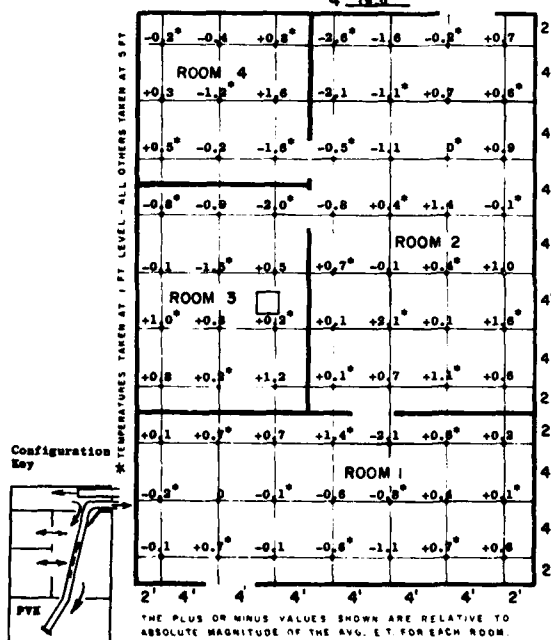 -0.2* -0.4 +0.8* -2.6* -1.6 -0.2* +0.7
2
ROOM 4
4
+0.3 -1.2* +1.6 -2.1 -1.1* +0.7 +0.6*
4
+0.5* -0.2 -1.6* -0.5* -1.1 0* +0.9
4
-0.8* -0.9 -2.0* -0.8 +0.4* +1.4 -0.1*
ROOM 2
4
-0.1 -1.5* +0.5 +0.7* -0.1 +0.4* +1.0
ROOM 3
4
+1.0* +0.8 +0.2* +0.1 +2.1* +0.1 +1.6*
4
+0.8 +0.2* +1.2 +0.1* +0.7 +1.1* +0.6
2
2
+0.1 +0.7* +0.7 +1.4* -2.1 +0.8* +0.2
ROOM 1
4
-0.2* 0 -0.1* -0.6 -0.8* +0.4 +0.1*
4
-0.1 +0.7* -0.1 -0.6* -1.1 +0.7* +0.6
2
2' 4' 4' 4' 4' 4' 2'
* TEMPERATURES TAKEN AT 1 FT LEVEL - ALL OTHERS TAKEN AT 5 FT
Configuration
Key
PVK
THE PLUS OR MINUS VALUES SHOWN ARE RELATIVE TO
ABSOLUTE MAGNITUDE OF THE AVG. E.T. FOR EACH ROOM.